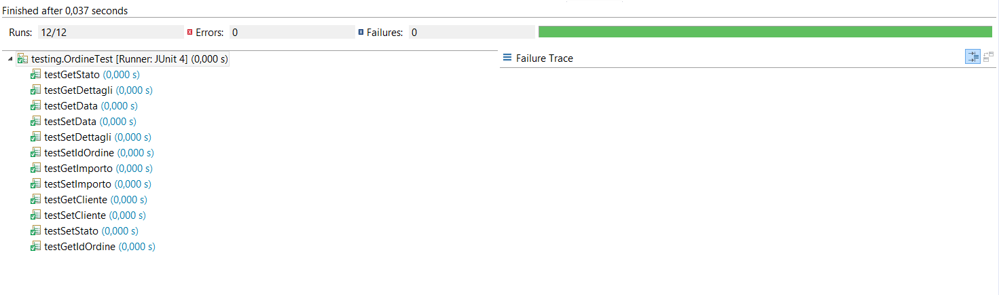 Finished after 0,037 seconds
Runs: 12/12 Errors: 0 Failures: 0
testing.OrdineTest [Runner: JUnit 4] (0,000 s)
testGetStato (0,000 s)
testGetDettagli (0,000 s)
testGetData (0,000 s)
testSetData (0,000 s)
testSetDettagli (0,000 s)
testSetIdOrdine (0,000 s)
testGetImporto (0,000 s)
testSetImporto (0,000 s)
testGetCliente (0,000 s)
testSetCliente (0,000 s)
testSetStato (0,000 s)
testGetIdOrdine (0,000 s)
Failure Trace